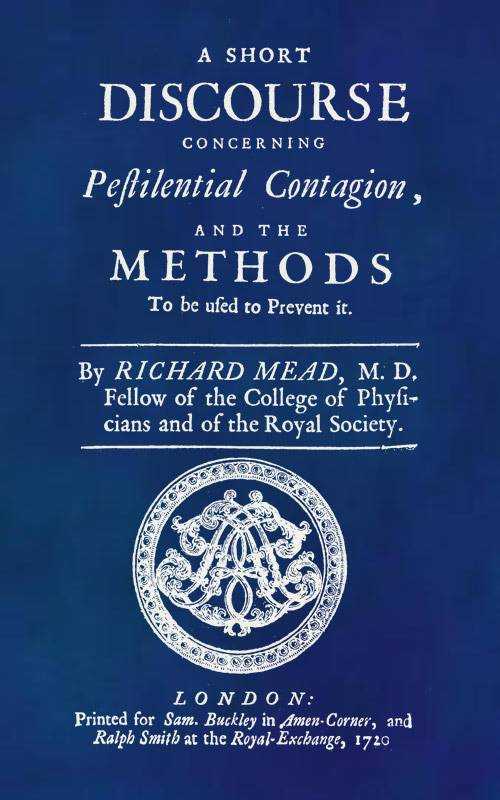 A SHORT
DISCOURSE
CONCERNING
Peſtilential Contagion,
AND THE
METHODS
To be uſed to Prevent it.
By RICHARD MEAD, M. D.
Fellow of the College of Phyſi-
cians and of the Royal Society.
LONDON:
Printed for Sam. Buckley in Amen-Corner, and
Ralph Smith at the Royal-Exchange, 1720